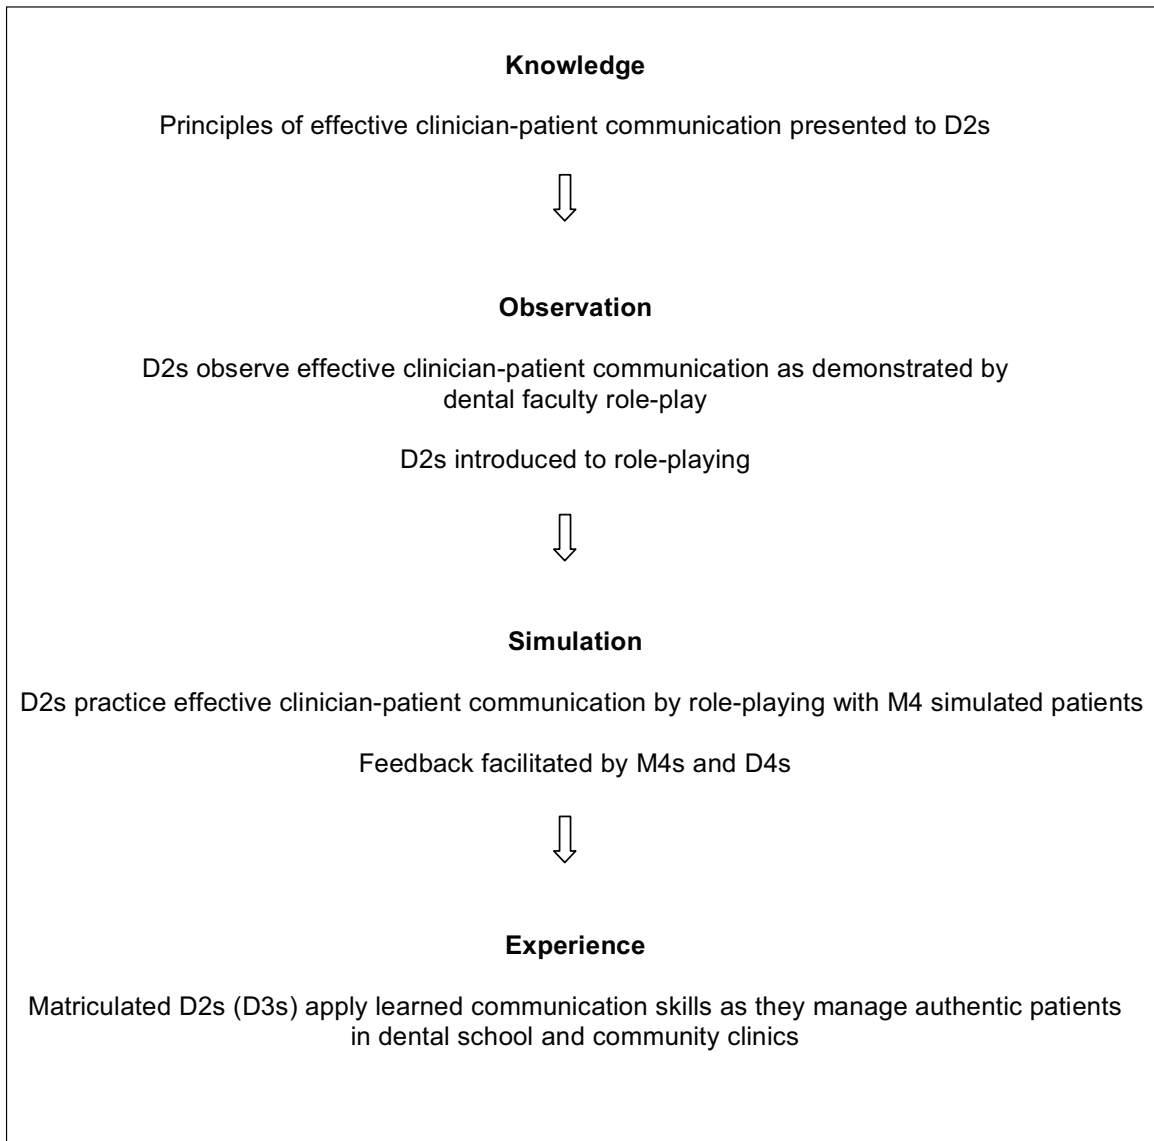 Knowledge
Principles of effective clinician-patient communication presented to D2s
Observation
D2s observe effective clinician-patient communication as demonstrated by
dental faculty role-play
D2s introduced to role-playing
Simulation
D2s practice effective clinician-patient communication by role-playing with M4 simulated patients
Feedback facilitated by M4s and D4s
Experience
Matriculated D2s (D3s) apply learned communication skills as they manage authentic patients
in dental school and community clinics